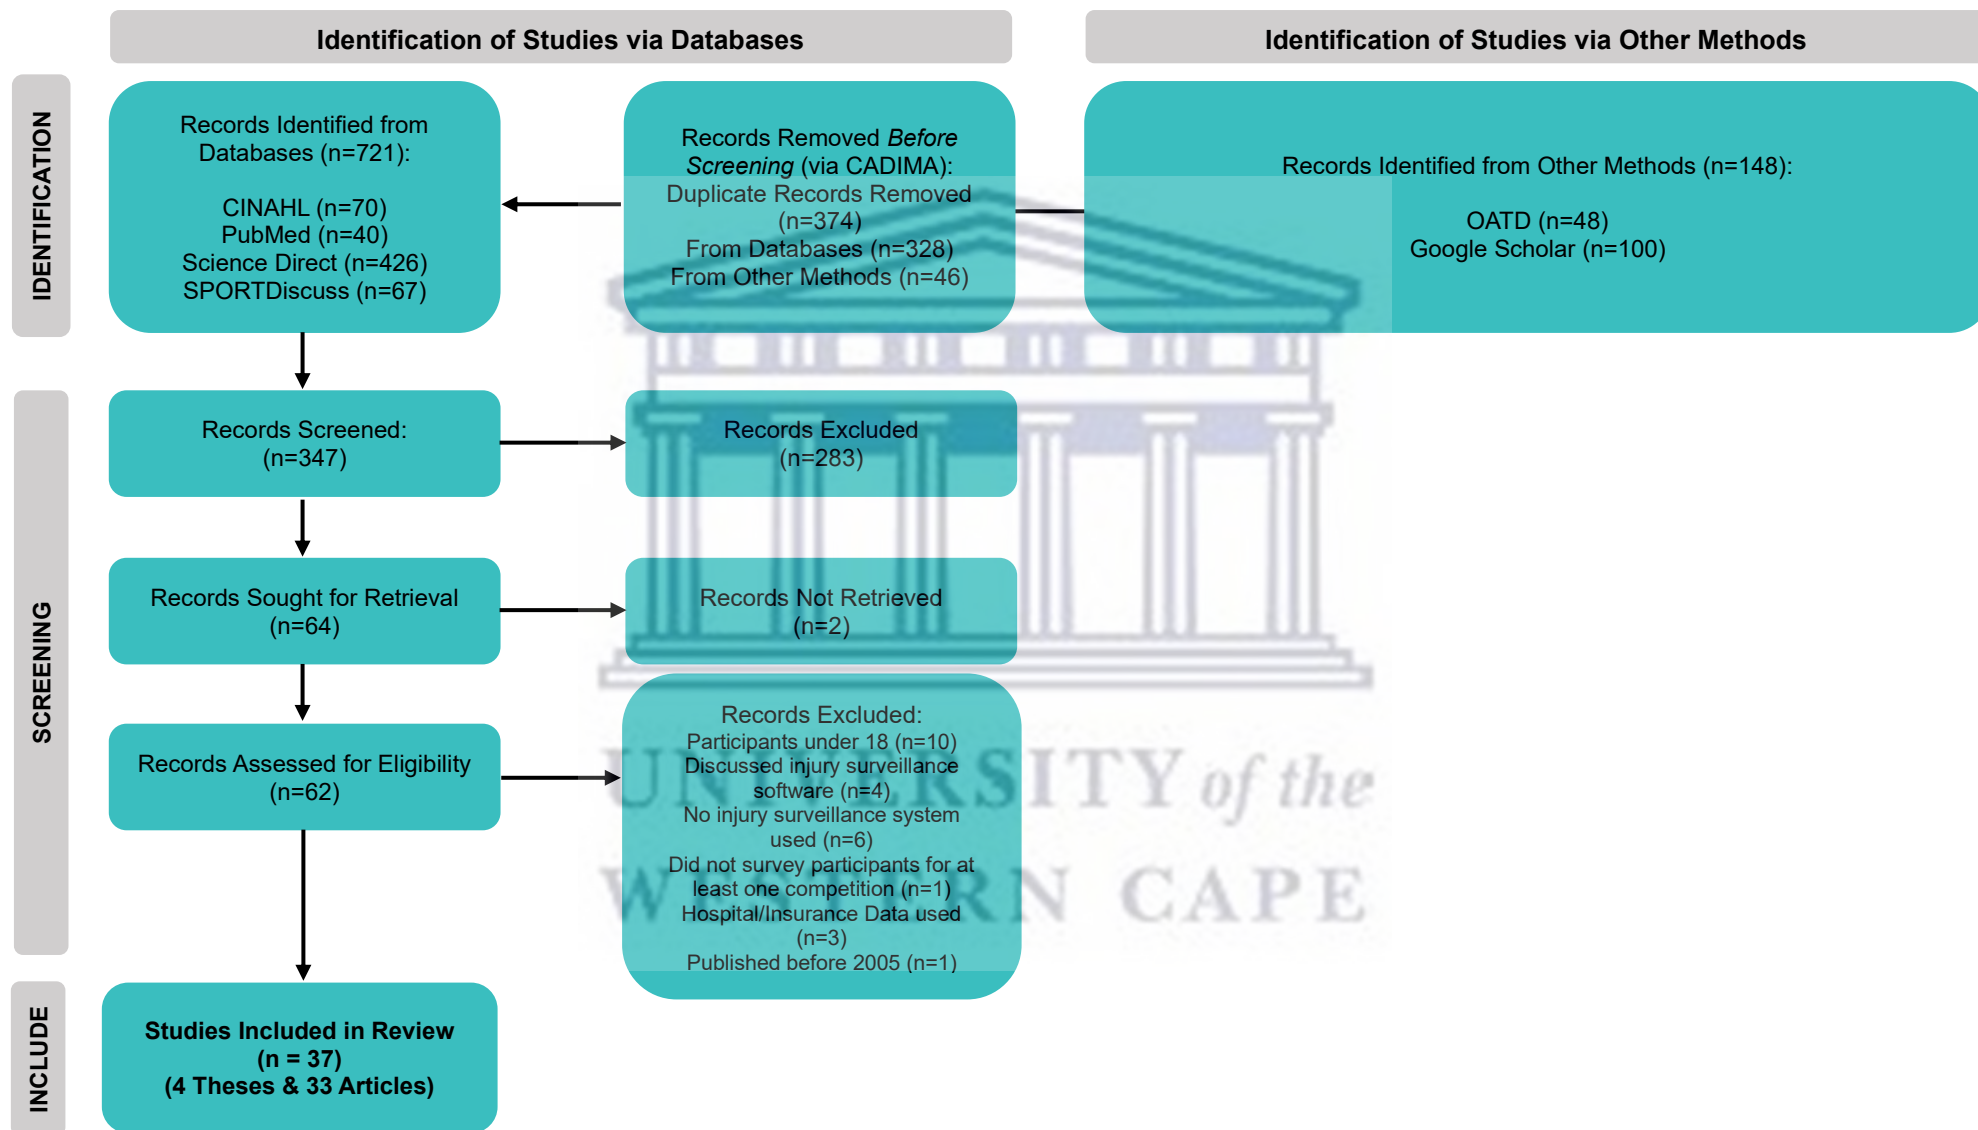 Identification of Studies via Databases
Identification of Studies via Other Methods
IDENTIFICATION
Records Identified from
Databases (n=721):
CINAHL (n=70)
PubMed (n=40)
Science Direct (n=426)
SPORTDiscuss (n=67)
Records Removed Before
Screening (via CADIMA):
Duplicate Records Removed
(n=374)
From Databases (n=328)
From Other Methods (n=46)
Records Identified from Other Methods (n=148):
OATD (n=48)
Google Scholar (n=100)
SCREENING
Records Screened:
(n=347)
Records Excluded
(n=283)
Records Sought for Retrieval
(n=64)
Records Not Retrieved
(n=2)
Records Assessed for Eligibility
(n=62)
Records Excluded:
Participants under 18 (n=10)
Discussed injury surveillance
software (n=4)
No injury surveillance system
used (n=6)
Did not survey participants for at
least one competition (n=1)
Hospital/Insurance Data used
(n=3)
Published before 2005 (n=1)
UNIVERSITY of the
WESTERN CAPE
INCLUDE
Studies Included in Review
(n = 37)
(4 Theses & 33 Articles)